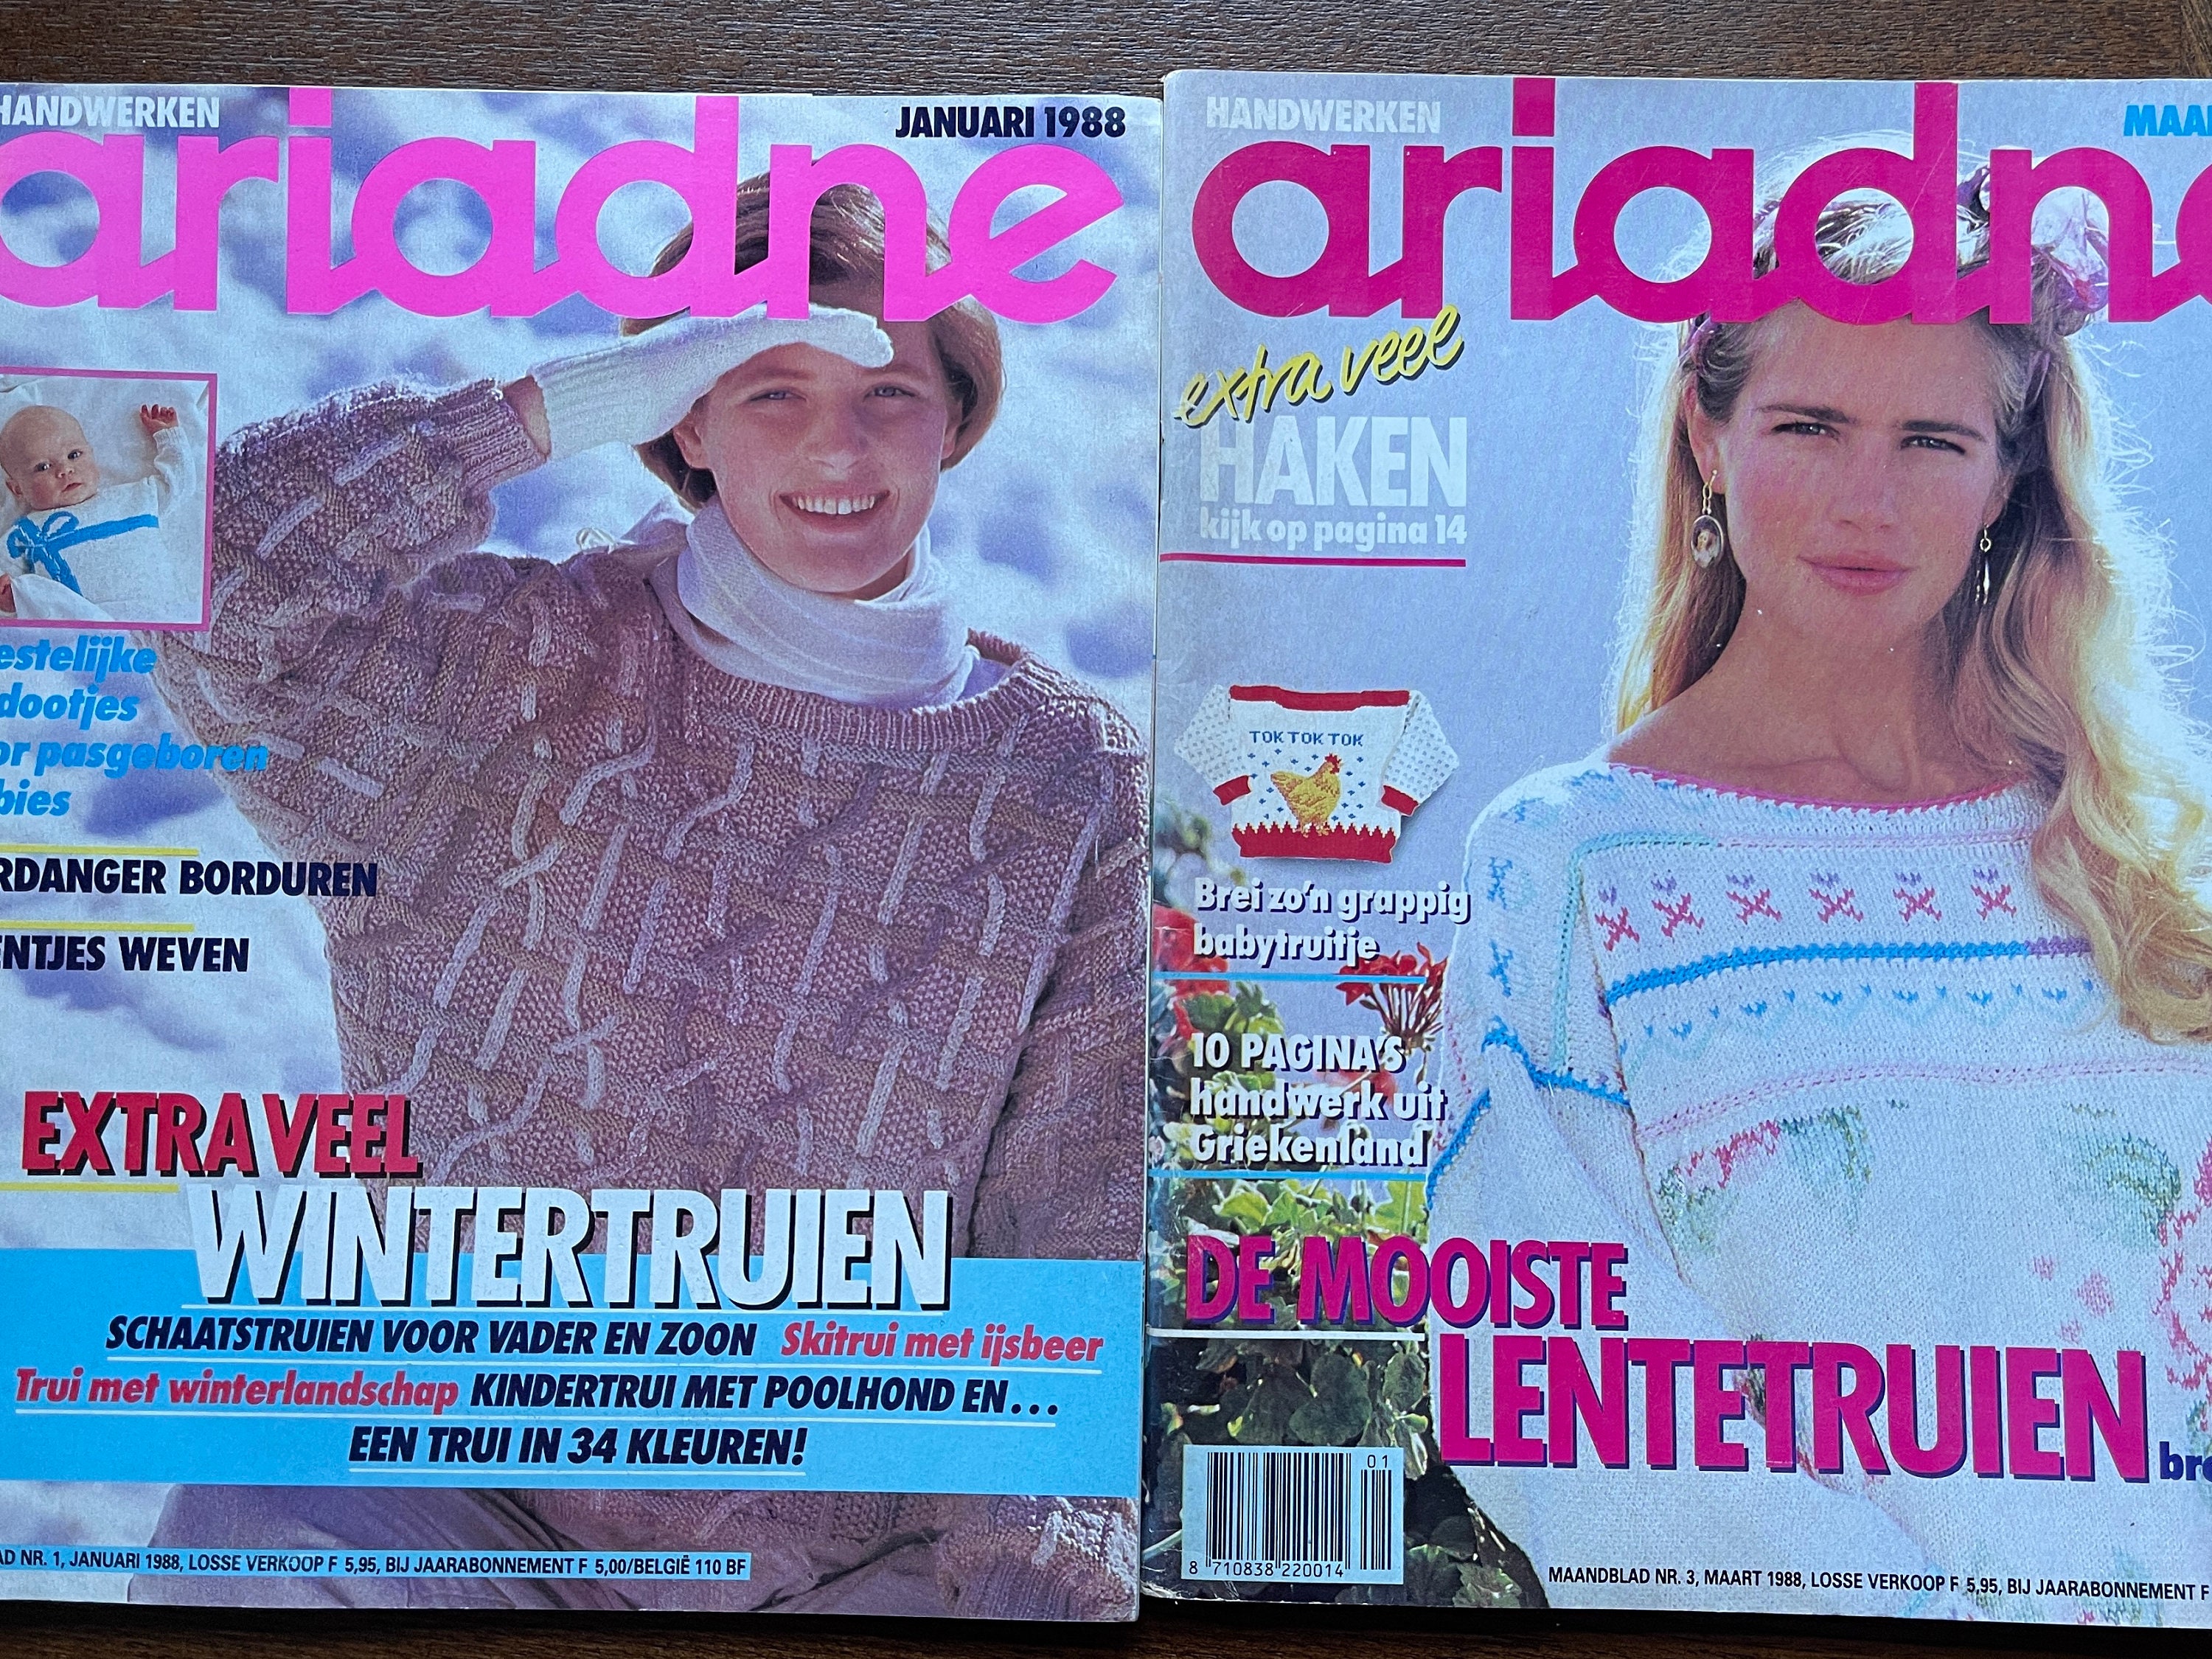 HANDWERKEN
JANUARI 1988
ariadne
estelijke
dootjes
or pasgeboren
bies
RDANGER BORDUREN
ENTJES WEVEN
EXTRA VEEL
WINTERTRUIEN
SCHAATSTRUIEN VOOR VADER EN ZOON Skitrui met ijsbeer
Trui met winterlandschap KINDERTRUI MET POOLHOND EN...
EEN TRUI IN 34 KLEUREN!
AD NR. 1, JANUARI 1988, LOSSE VERKOOP F 5,95, BIJ JAARABONNEMENT F 5,00/BELGIË 110 BF
HANDWERKEN
MAA
ariadne
extra veel
HAKEN
kijk op pagina 14
TOK TOK TOK
Brei zo'n grappig
babytruitje
10 PAGINA'S
handwerk uit
Griekenland
DE MOOISTE
LENTETRUIEN
bre
01
8 710838 220014
MAANDBLAD NR. 3, MAART 1988, LOSSE VERKOOP F 5,95, BIJ JAARABONNEMENT F